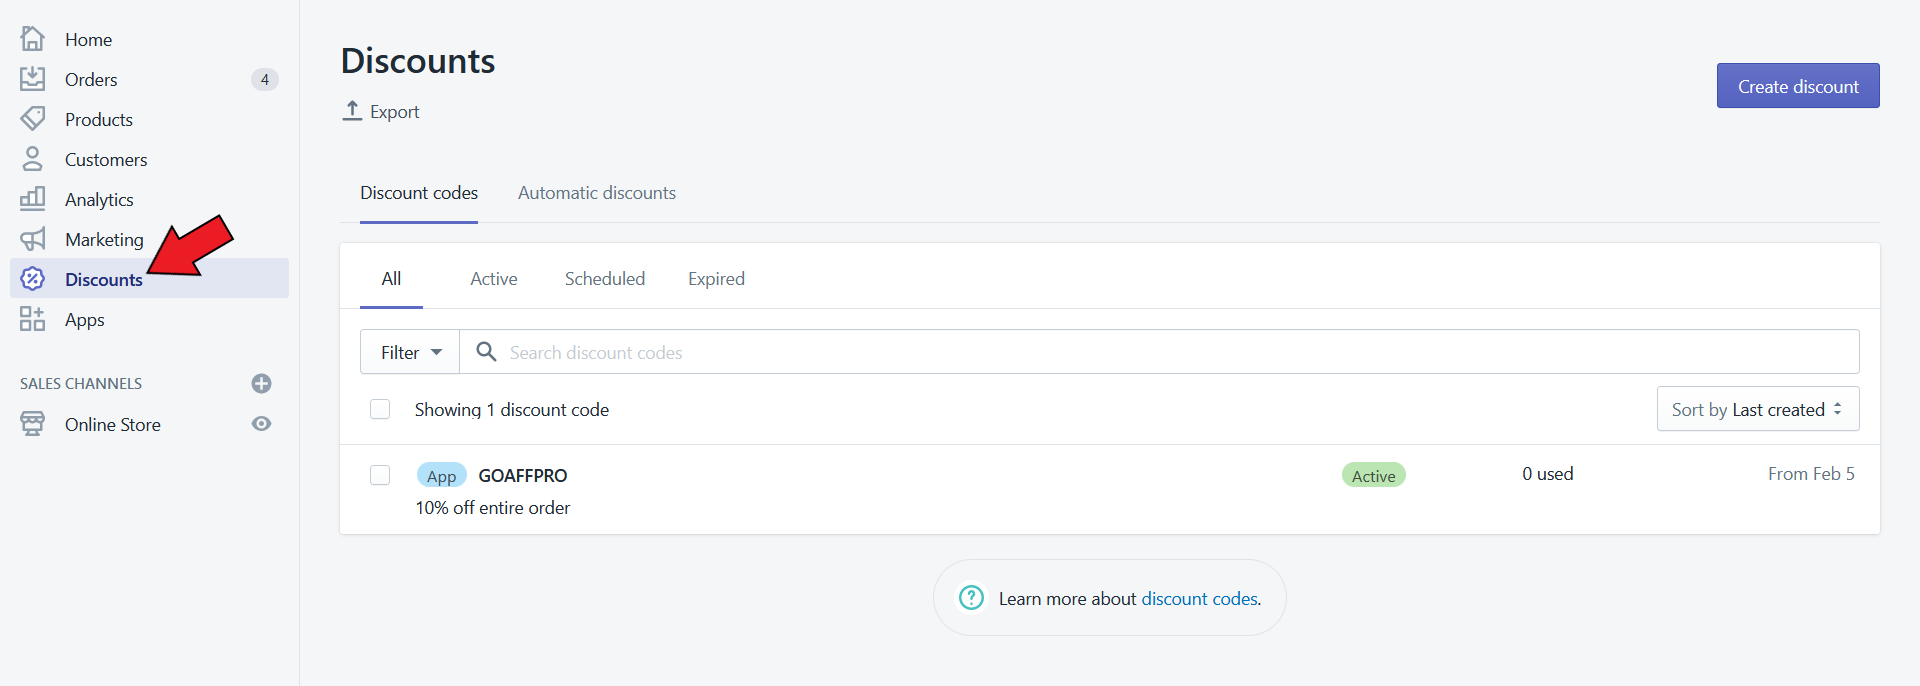 Home
Orders 4
Products
Customers
Analytics
Marketing
Discounts
Apps
SALES CHANNELS
Online Store
Discounts
Export
Create discount
Discount codes Automatic discounts
All Active Scheduled Expired
Filter Search discount codes
Showing 1 discount code Sort by Last created
App GOAFFPRO Active 0 used From Feb 5
10% off entire order
Learn more about discount codes.